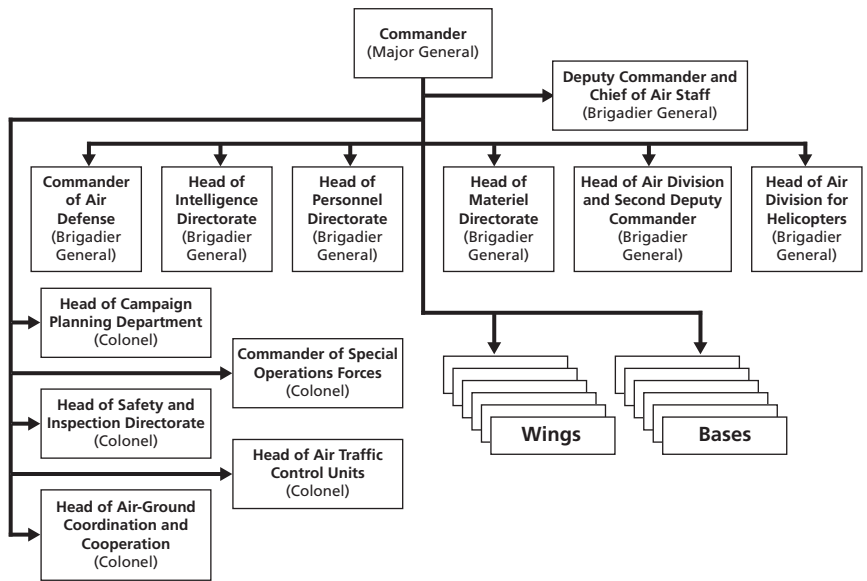 Commander
(Major General)
Deputy Commander and
Chief of Air Staff
(Brigadier General)
Commander
of Air
Defense
(Brigadier
General)
Head of
Intelligence
Directorate
(Brigadier
General)
Head of
Personnel
Directorate
(Brigadier
General)
Head of
Materiel
Directorate
(Brigadier
General)
Head of Air Division
and Second Deputy
Commander
(Brigadier
General)
Head of Air
Division for
Helicopters
(Brigadier
General)
Head of Campaign
Planning Department
(Colonel)
Commander of Special
Operations Forces
(Colonel)
Head of Safety and
Inspection Directorate
(Colonel)
Head of Air Traffic
Control Units
(Colonel)
Head of Air-Ground
Coordination and
Cooperation
(Colonel)
Wings
Bases